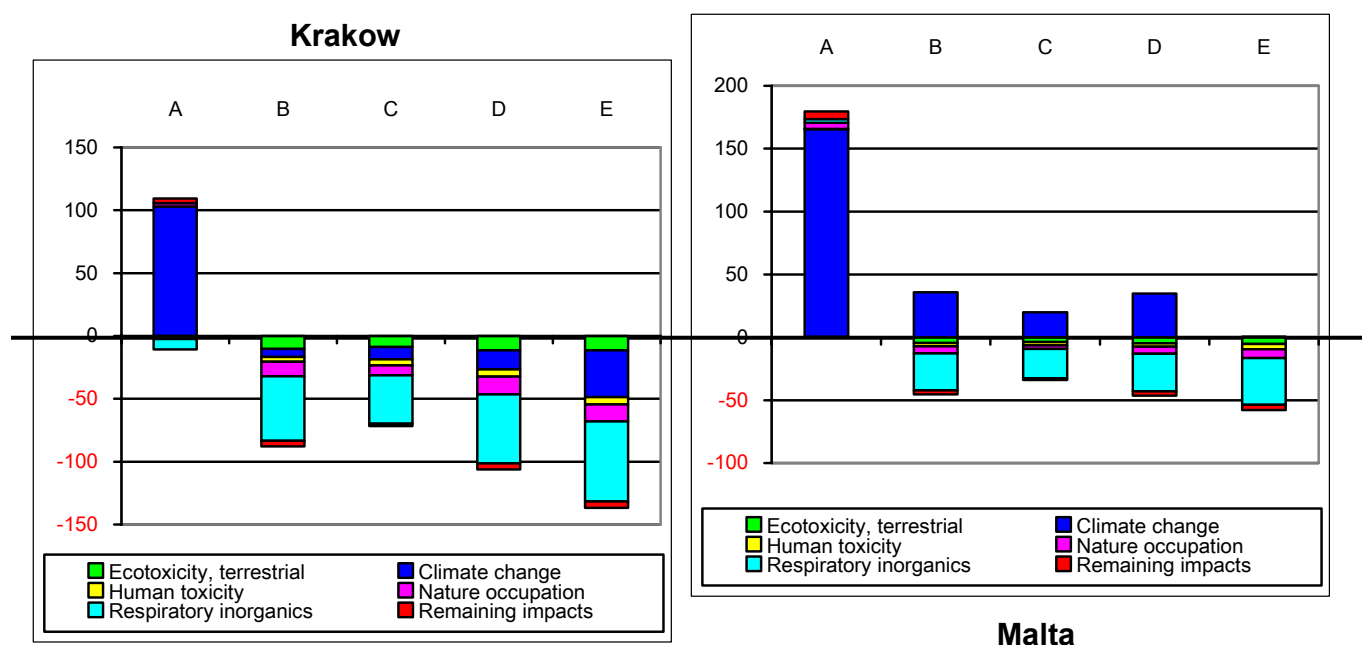 Krakow
A B C D E
150
100
50
0
-50
-100
-150
Ecotoxicity, terrestrial Climate change
Human toxicity Nature occupation
Respiratory inorganics Remaining impacts
A B C D E
200
150
100
50
0
-50
-100
Ecotoxicity, terrestrial Climate change
Human toxicity Nature occupation
Respiratory inorganics Remaining impacts
Malta